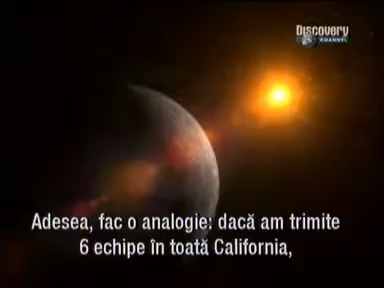 Discovery
CHANNEL
Adesea, fac o analogie: dacă am trimite
6 echipe în toată California,